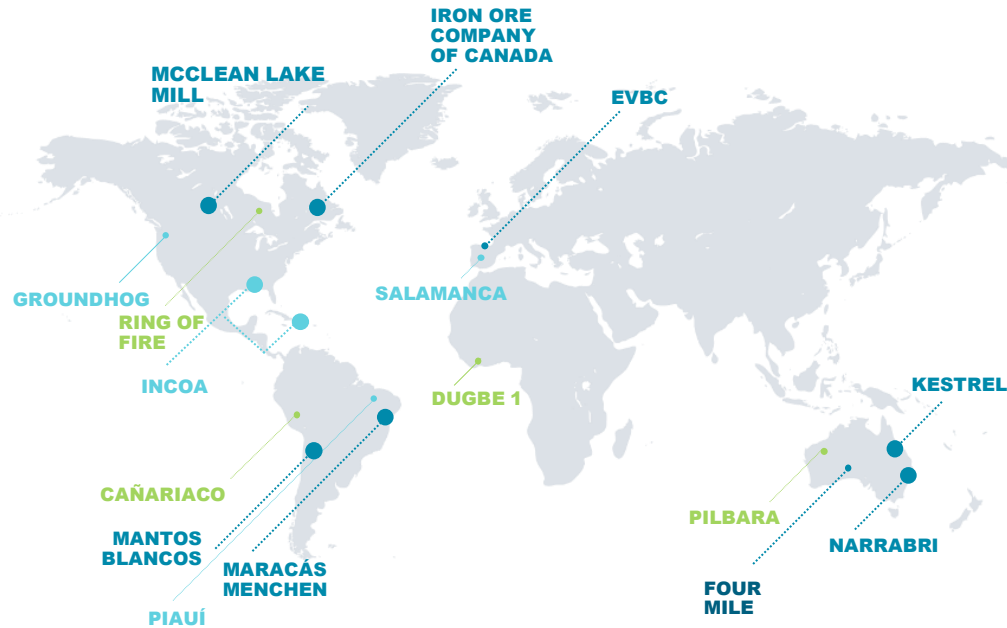 IRON ORE
COMPANY
OF CANADA
MCCLEAN LAKE
MILL
EVBC
GROUNDHOG
RING OF
FIRE
SALAMANCA
INCOA
DUGBE 1
KESTREL
CAÑARIACO
PILBARA
MANTOS
BLANCOS
NARRABRI
MARACÁS
MENCHEN
FOUR
MILE
PIAUÍ